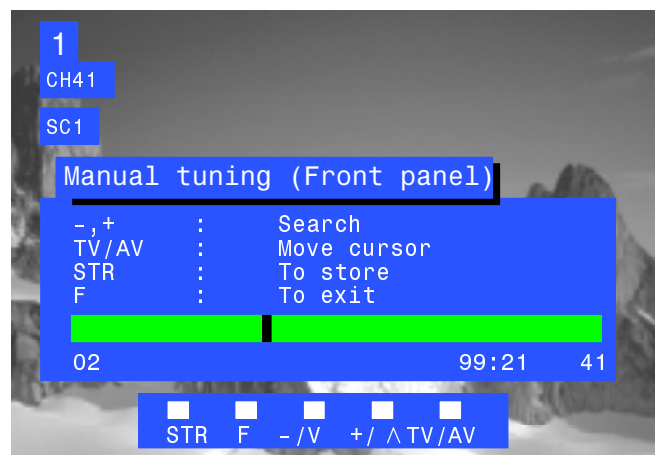 1
CH41
SC1
Manual tuning (Front panel)
-,+ : Search
TV/AV : Move cursor
STR : To store
F : To exit
02 99:21 41
STR F -/V +/ΛTV/AV